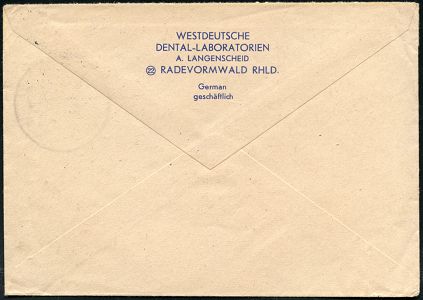 WESTDEUTSCHE
DENTAL-LABORATORIEN
A. LANGENSCHEID
㉒ RADEVORMWALD RHLD.
German
geschäftlich